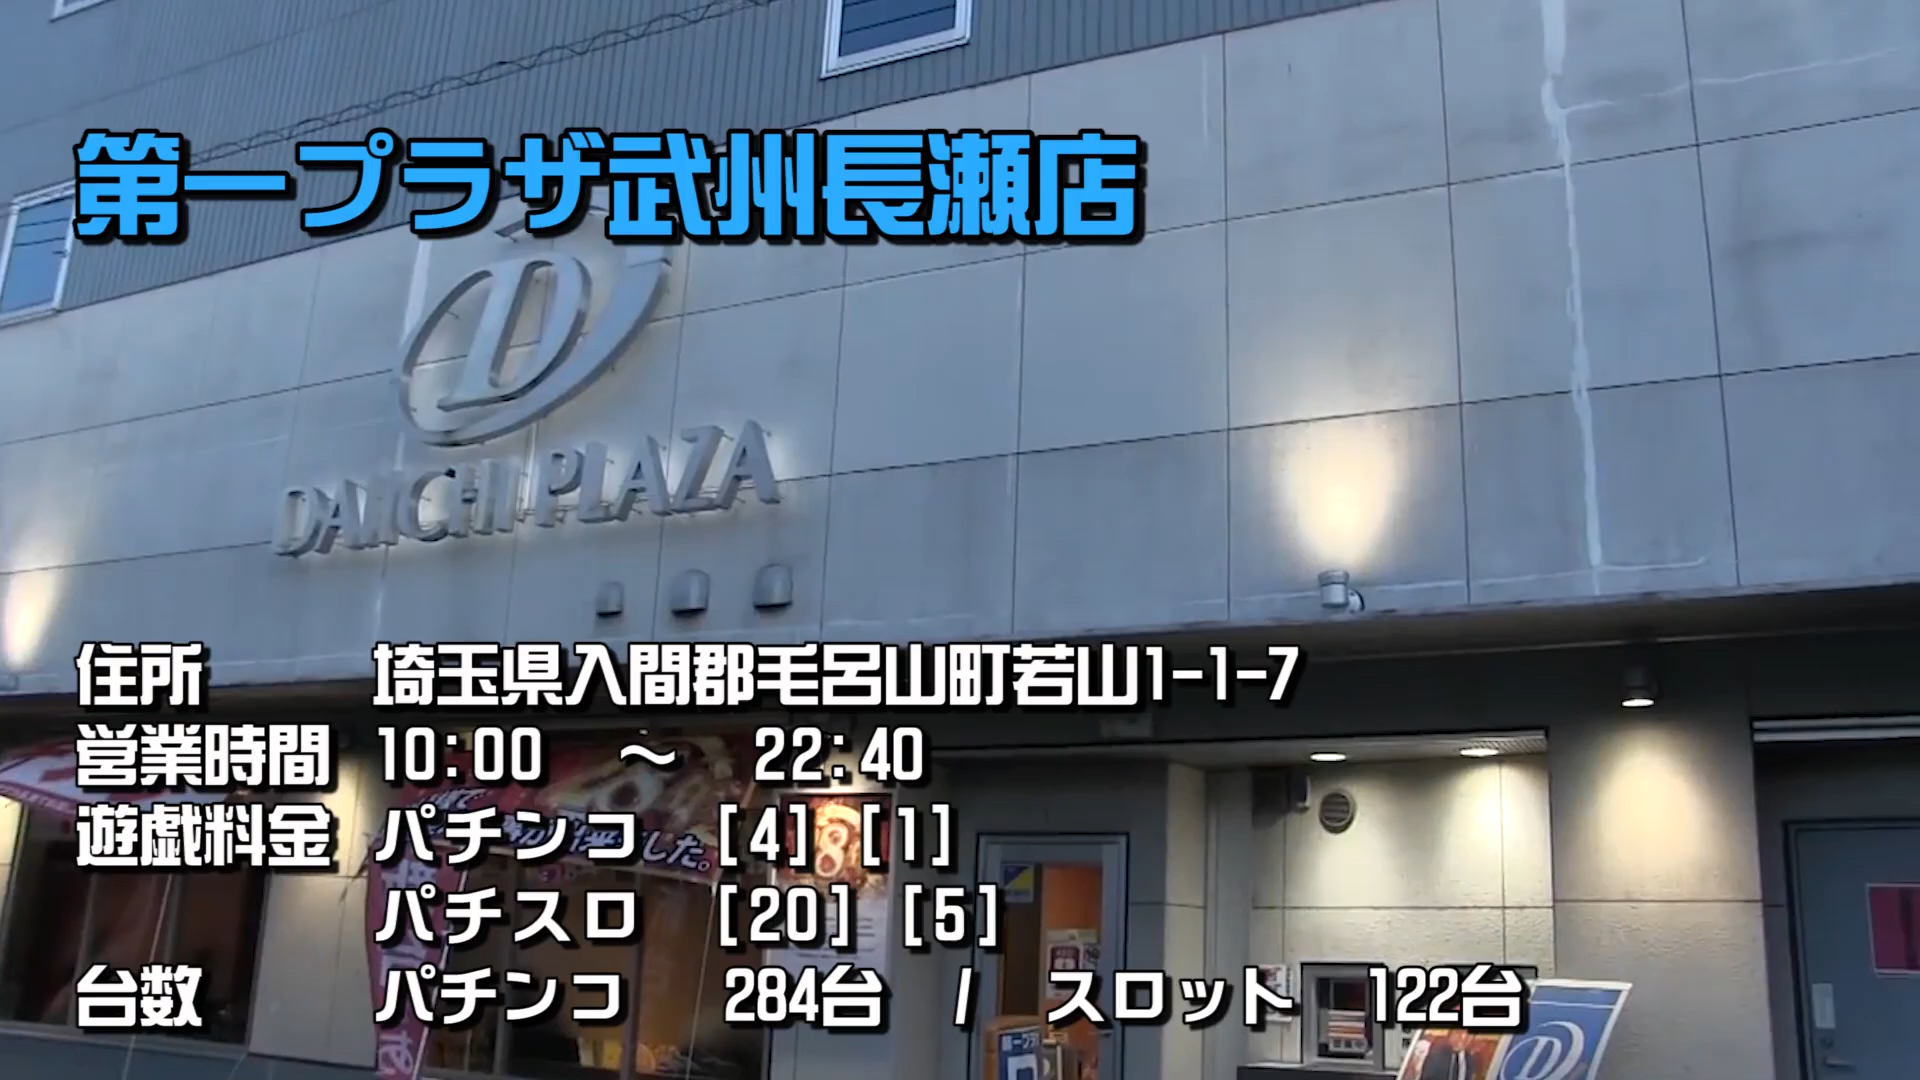 第一プラザ武州長瀬店
D
DAIICHI PLAZA
住所 埼玉県入間郡毛呂山町若山1-1-7
営業時間 10:00 ～ 22:40
遊戯料金 パチンコ [4] [1]
パチスロ [20] [5]
台数 パチンコ 284台 / スロット 122台
した。
8
D